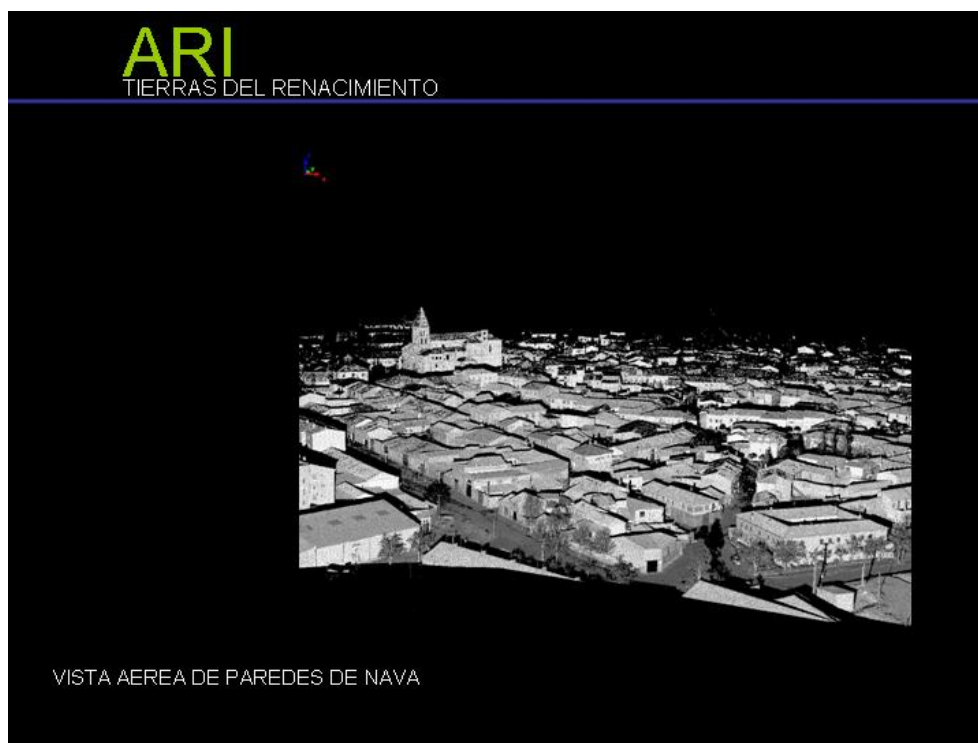 ARI
TIERRAS DEL RENACIMIENTO
VISTA AEREA DE PAREDES DE NAVA